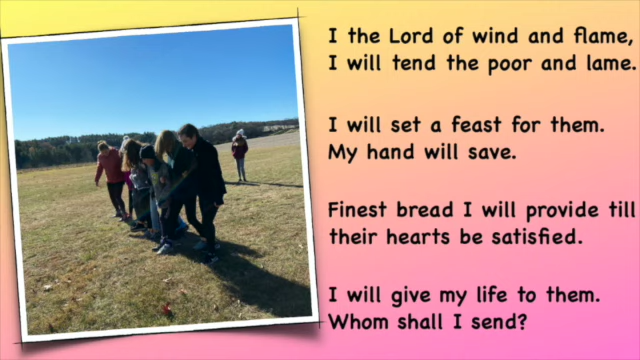 I the Lord of wind and flame,
I will tend the poor and lame.
I will set a feast for them.
My hand will save.
Finest bread I will provide till
their hearts be satisfied.
I will give my life to them.
Whom shall I send?